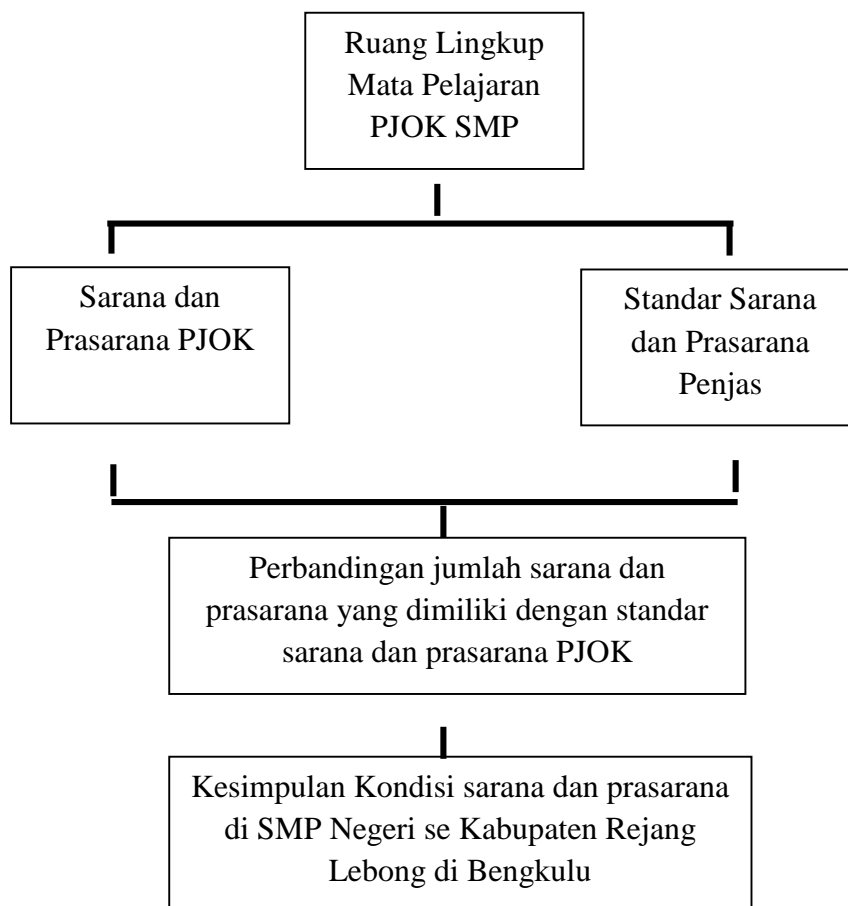 Ruang Lingkup
Mata Pelajaran
PJOK SMP
Sarana dan
Prasarana PJOK
Standar Sarana
dan Prasarana
Penjas
Perbandingan jumlah sarana dan
prasarana yang dimiliki dengan standar
sarana dan prasarana PJOK
Kesimpulan Kondisi sarana dan prasarana
di SMP Negeri se Kabupaten Rejang
Lebong di Bengkulu